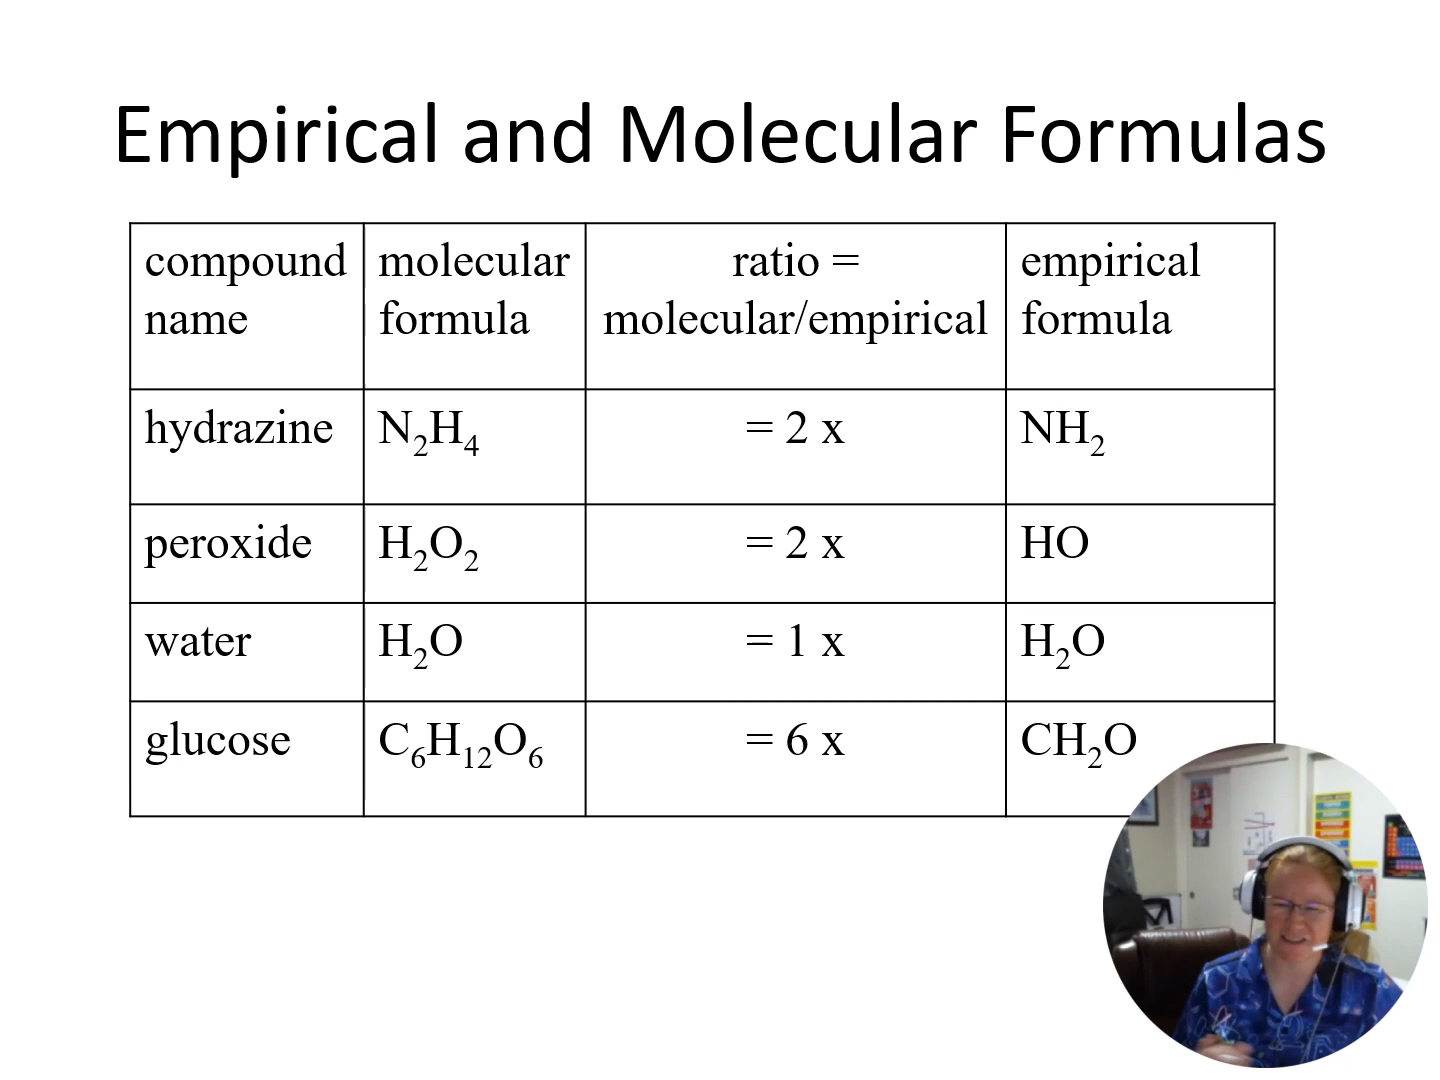 Empirical and Molecular Formulas
compound name
molecular formula
ratio = molecular/empirical
empirical formula
hydrazine
N₂H₄
= 2 x
NH₂
peroxide
H₂O₂
= 2 x
HO
water
H₂O
= 1 x
H₂O
glucose
C₆H₁₂O₆
= 6 x
CH₂O